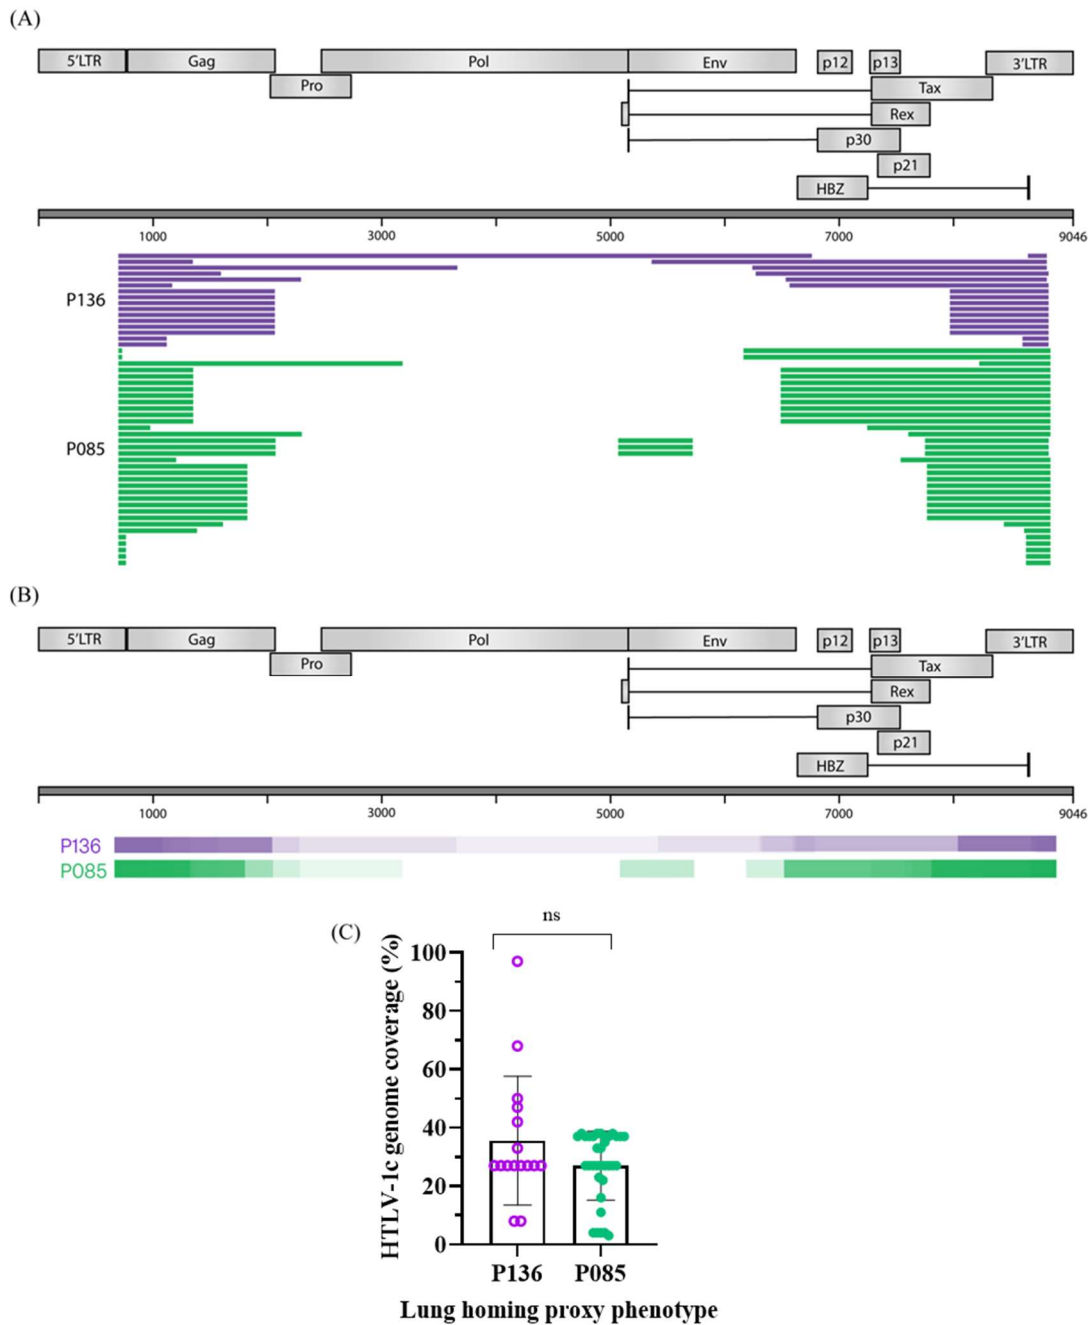 (A)
5'LTR Gag Pol Env p12 p13 3'LTR
Pro Tax
Rex
p30
p21
HBZ
1000 3000 5000 7000 9046
P136
P085
(B)
5'LTR Gag Pol Env p12 p13 3'LTR
Pro Tax
Rex
p30
p21
HBZ
1000 3000 5000 7000 9046
P136
P085
(C)
ns
HTLV-1c genome coverage (%)
100
80
60
40
20
0
P136 P085
Lung homing proxy phenotype